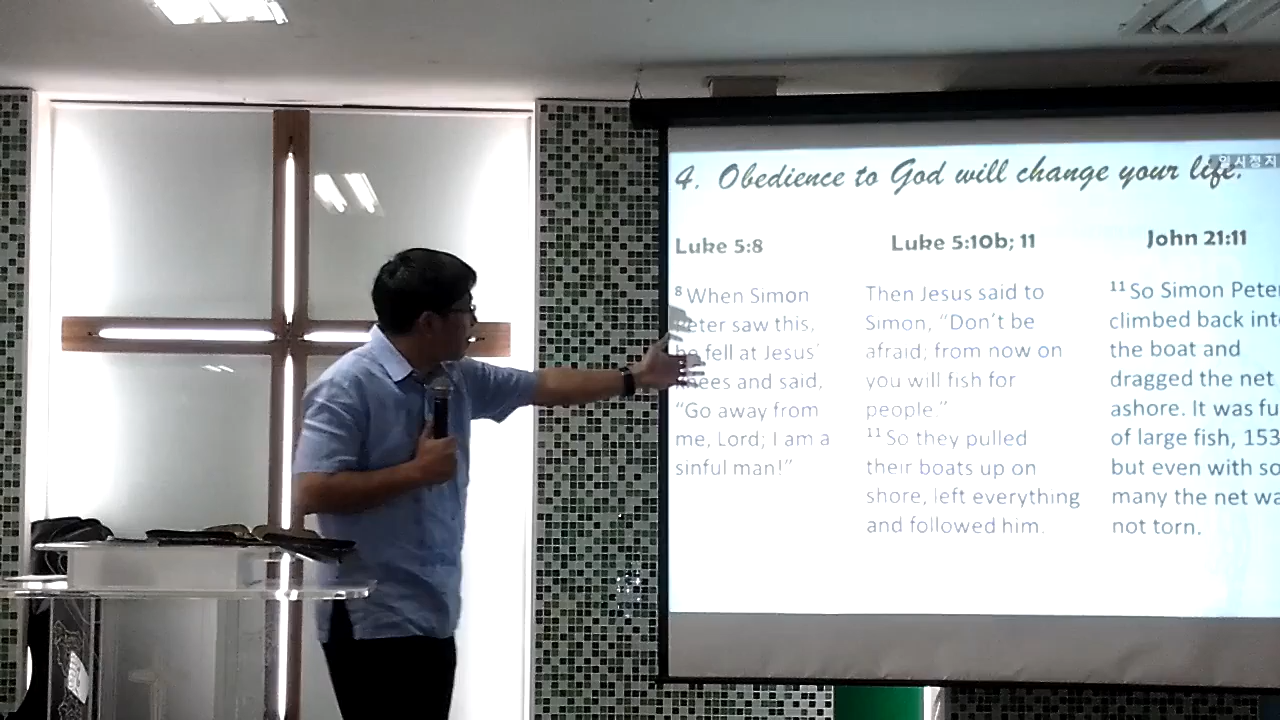 4. Obedience to God will change your life.
일시정지
Luke 5:8
8 When Simon
Peter saw this,
he fell at Jesus'
knees and said,
"Go away from
me, Lord; I am a
sinful man!"
Luke 5:10b; 11
Then Jesus said to
Simon, "Don't be
afraid; from now on
you will fish for
people."
11 So they pulled
their boats up on
shore, left everything
and followed him.
John 21:11
11 So Simon Peter
climbed back into
the boat and
dragged the net
ashore. It was fu
of large fish, 153
but even with so
many the net wa
not torn.